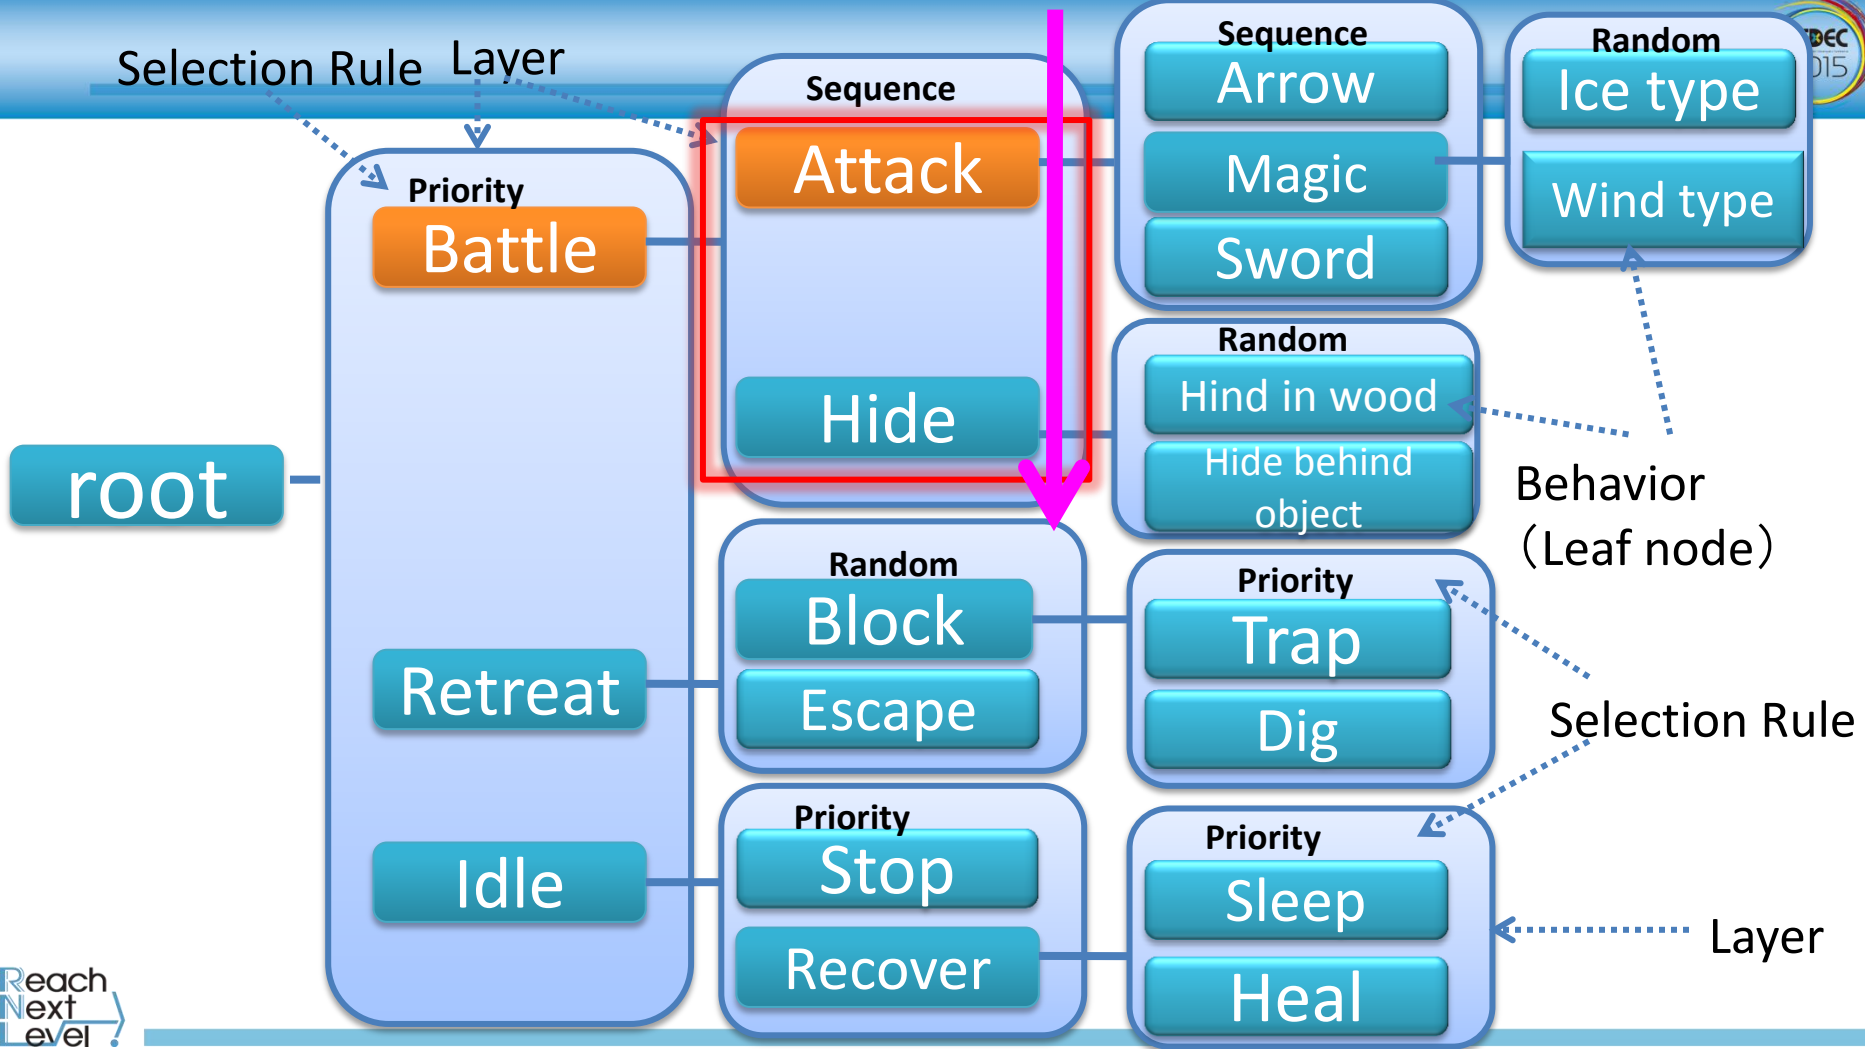 Selection Rule
Layer
Sequence
Sequence
Random
Arrow
Ice type
DEC
015
Attack
Magic
Wind type
Priority
Battle
Sword
Random
Hind in wood
Hide
Hide behind
object
root
Behavior
（Leaf node）
Random
Block
Priority
Trap
Retreat
Escape
Dig
Selection Rule
Priority
Stop
Priority
Idle
Sleep
Layer
Recover
Heal
Reach
Next
Level